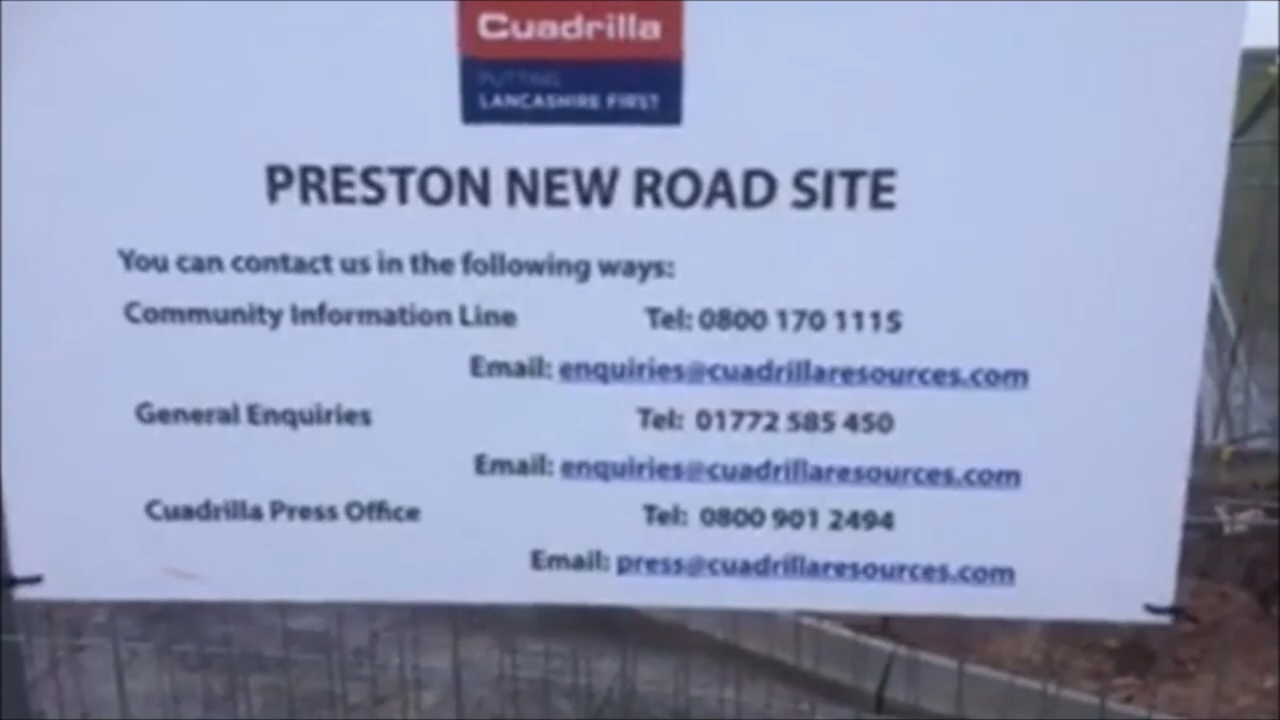 Cuadrilla
PUTTING
LANCASHIRE FIRST
PRESTON NEW ROAD SITE
You can contact us in the following ways:
Community Information Line Tel: 0800 170 1115
Email: enquiries@cuadrillaresources.com
General Enquiries Tel: 01772 585 450
Email: enquiries@cuadrillaresources.com
Cuadrilla Press Office Tel: 0800 901 2494
Email: press@cuadrillaresources.com